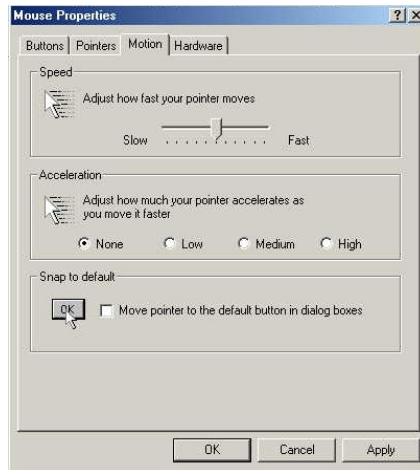 Mouse Properties
Buttons Pointers Motion Hardware
Speed
Adjust how fast your pointer moves
Slow Fast
Acceleration
Adjust how much your pointer accelerates as
you move it faster
None Low Medium High
Snap to default
OK Move pointer to the default button in dialog boxes
OK Cancel Apply